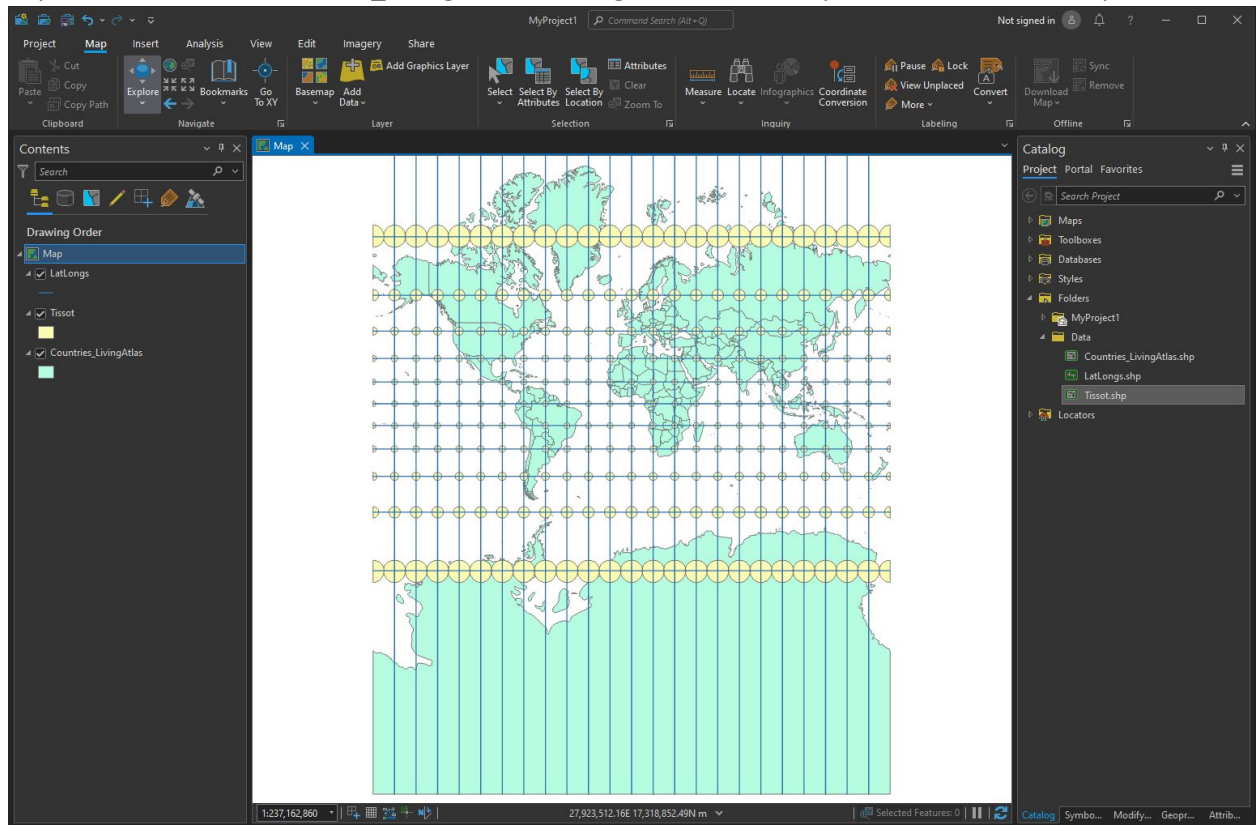 MyProject1
Command Search (Alt+Q)
Not signed in
?
Project Map Insert Analysis View Edit Imagery Share
Cut
Copy
Paste
Copy Path
Clipboard
Explore
Bookmarks
Go To XY
Navigate
Basemap
Add Data
Add Graphics Layer
Layer
Select
Select By Attributes
Select By Location
Attributes
Clear
Zoom To
Selection
Measure
Locate
Infographics
Coordinate Conversion
Inquiry
Pause
Lock
View Unplaced
More
Convert
Labeling
Download Map
Sync
Remove
Offline
Contents
Search
Drawing Order
Map
LatLongs
Tissot
Countries_LivingAtlas
Map
1:237,162,860
27,923,512.16E 17,318,852.49N m
Selected Features: 0
Catalog
Project Portal Favorites
Search Project
Maps
Toolboxes
Databases
Styles
Folders
MyProject1
Data
Countries_LivingAtlas.shp
LatLongs.shp
Tissot.shp
Locators
Catalog Symbo... Modify... Geopr... Attrib...